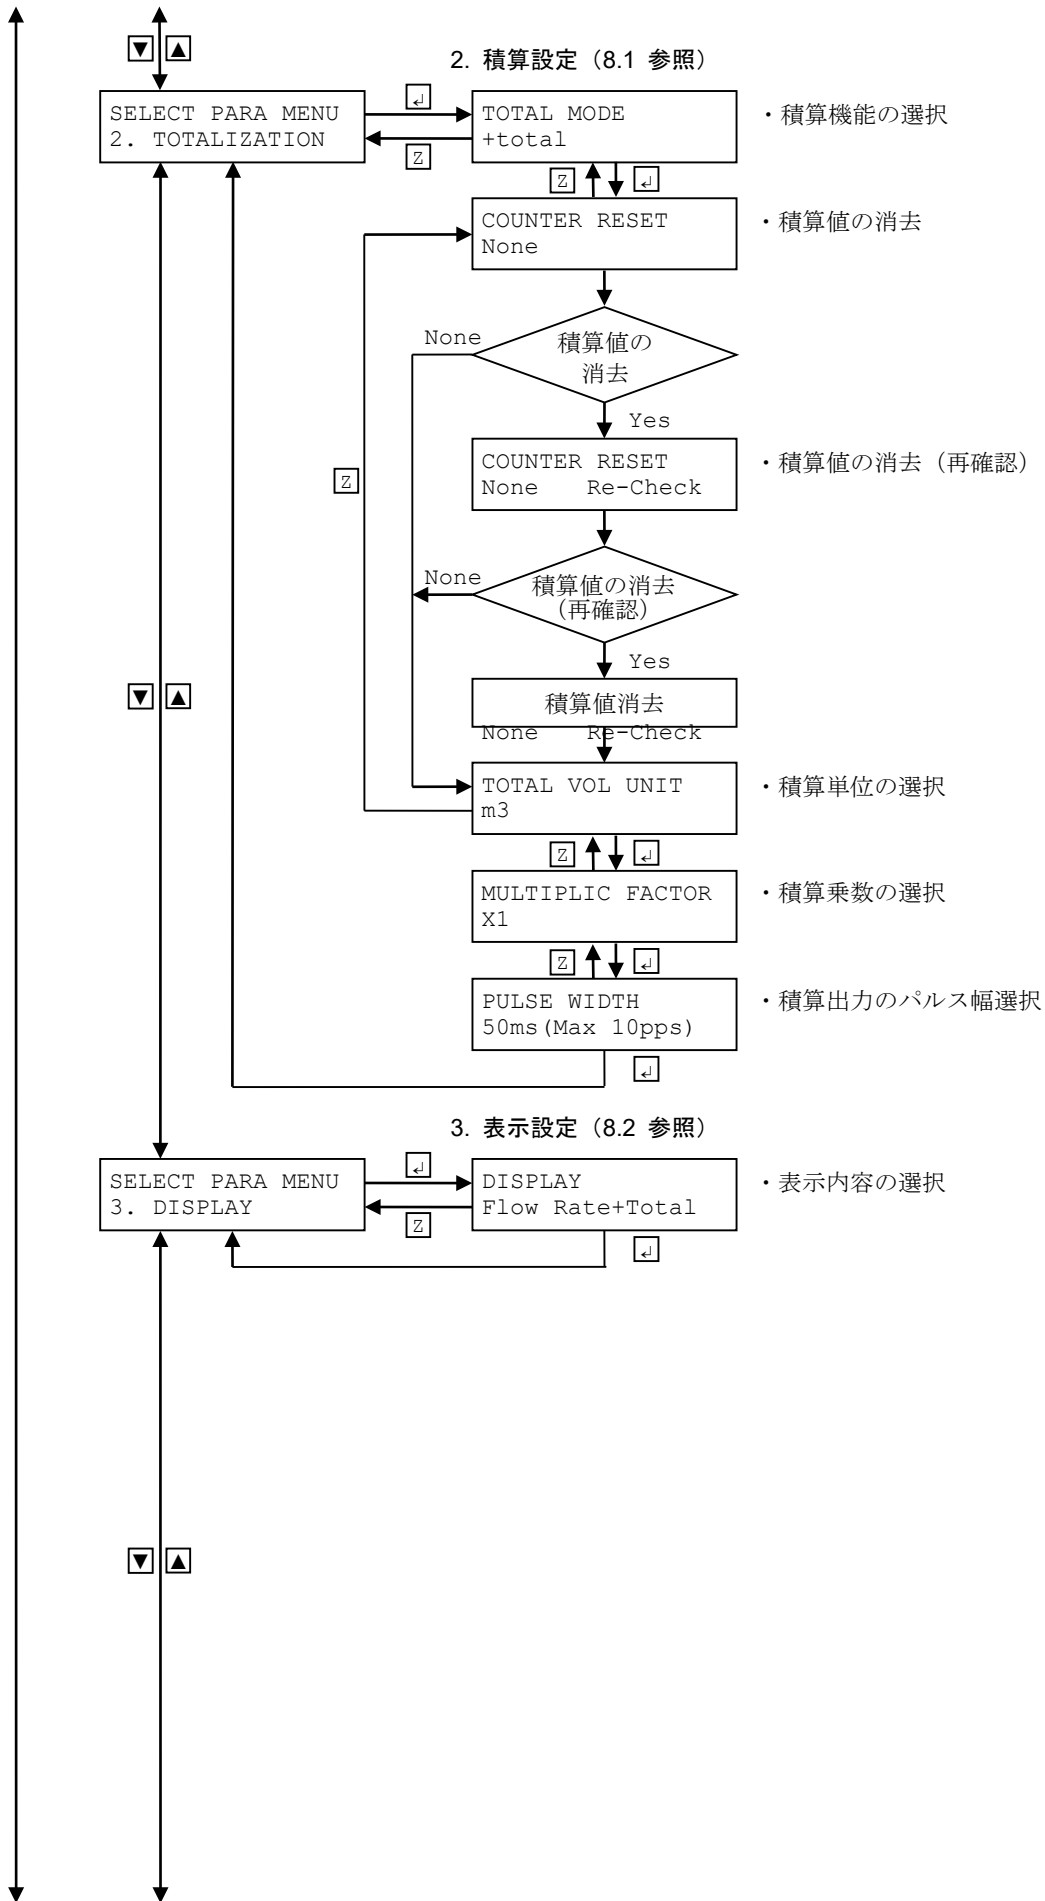 ▼ ▲
2. 積算設定（8.1 参照）
SELECT PARA MENU
2. TOTALIZATION
↵
Z
TOTAL MODE
+total
・積算機能の選択
Z ↵
COUNTER RESET
None
・積算値の消去
None
積算値の
消去
Yes
Z
COUNTER RESET
None Re-Check
・積算値の消去（再確認）
None
積算値の消去
（再確認）
Yes
▼ ▲
積算値消去
None Re-Check
TOTAL VOL UNIT
m3
・積算単位の選択
Z ↵
MULTIPLIC FACTOR
X1
・積算乗数の選択
Z ↵
PULSE WIDTH
50ms(Max 10pps)
・積算出力のパルス幅選択
↵
3. 表示設定（8.2 参照）
SELECT PARA MENU
3. DISPLAY
↵
Z
DISPLAY
Flow Rate+Total
・表示内容の選択
↵
▼ ▲